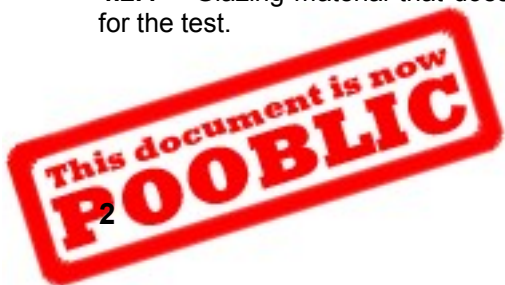 Glazing material that does
for the test.
This document is now
POOBLIC
2